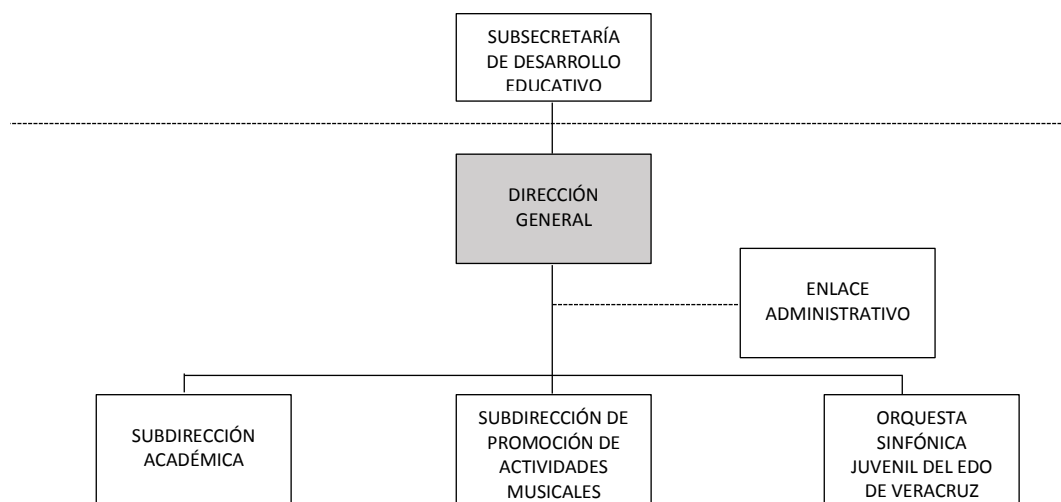 SUBSECRETARÍA
DE DESARROLLO
EDUCATIVO
DIRECCIÓN
GENERAL
ENLACE
ADMINISTRATIVO
SUBDIRECCIÓN
ACADÉMICA
SUBDIRECCIÓN DE
PROMOCIÓN DE
ACTIVIDADES
MUSICALES
ORQUESTA
SINFÓNICA
JUVENIL DEL EDO
DE VERACRUZ